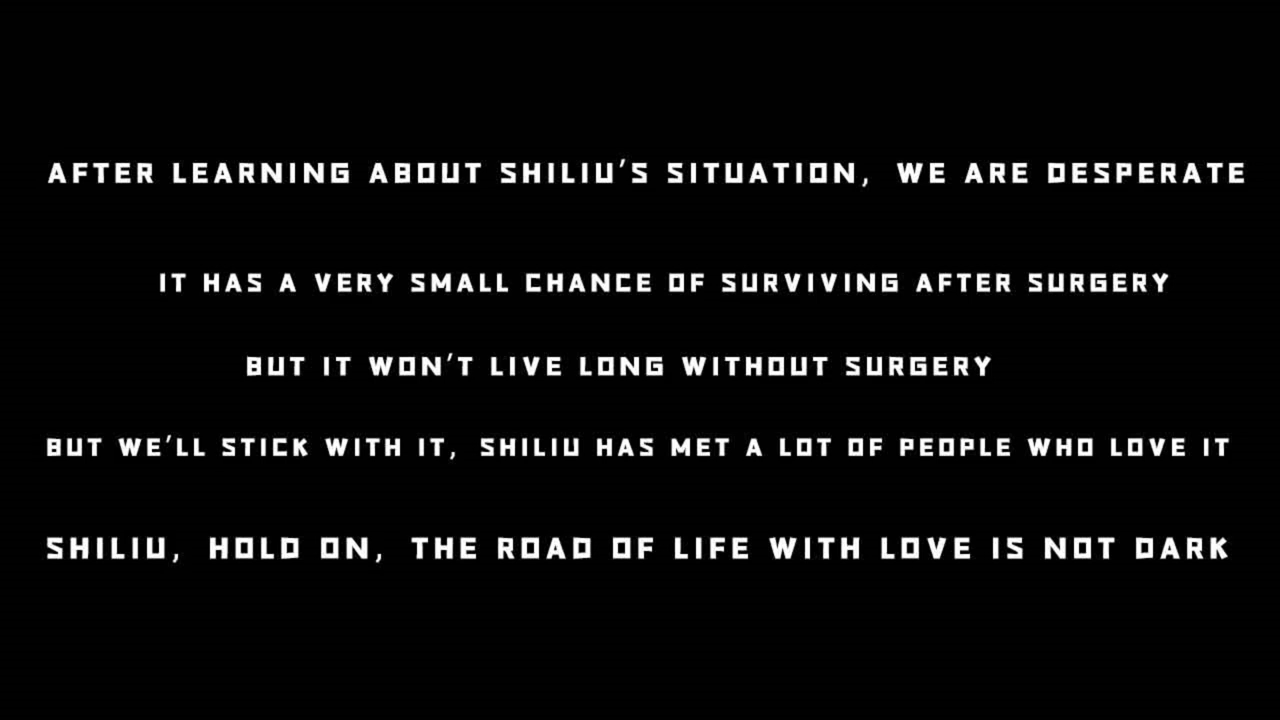 AFTER LEARNING ABOUT SHILIU'S SITUATION, WE ARE DESPERATE
IT HAS A VERY SMALL CHANCE OF SURVIVING AFTER SURGERY
BUT IT WON'T LIVE LONG WITHOUT SURGERY
BUT WE'LL STICK WITH IT, SHILIU HAS MET A LOT OF PEOPLE WHO LOVE IT
SHILIU, HOLD ON, THE ROAD OF LIFE WITH LOVE IS NOT DARK